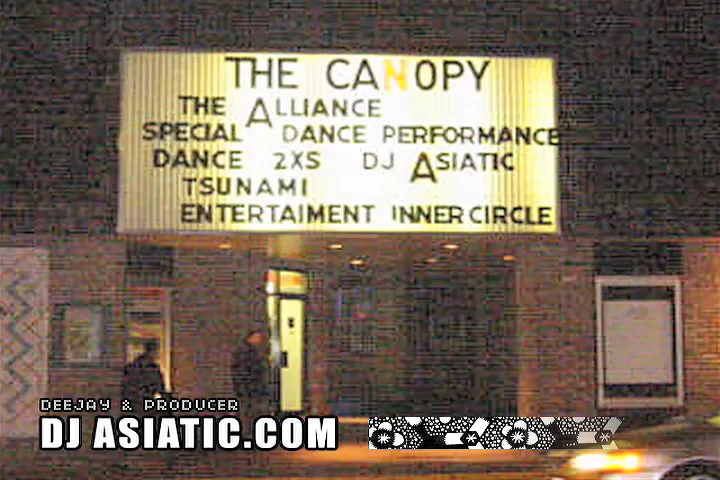 THE CANOPY
THE ALLIANCE
SPECIAL DANCE PERFORMANCE
DANCE 2XS DJ ASIATIC
TSUNAMI
ENTERTAIMENT INNER CIRCLE
DEEJAY & PRODUCER
DJ ASIATIC.COM